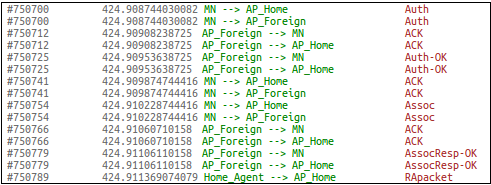 #750700 424.908744030082 MN --> AP_Home Auth
#750700 424.908744030082 MN --> AP_Foreign Auth
#750712 424.90908238725 AP_Foreign --> MN ACK
#750712 424.90908238725 AP_Foreign --> AP_Home ACK
#750725 424.90953638725 AP_Foreign --> MN Auth-OK
#750725 424.90953638725 AP_Foreign --> AP_Home Auth-OK
#750741 424.909874744416 MN --> AP_Home ACK
#750741 424.909874744416 MN --> AP_Foreign ACK
#750754 424.910228744416 MN --> AP_Home Assoc
#750754 424.910228744416 MN --> AP_Foreign Assoc
#750766 424.91060710158 AP_Foreign --> MN ACK
#750766 424.91060710158 AP_Foreign --> AP_Home ACK
#750779 424.91106110158 AP_Foreign --> MN AssocResp-OK
#750779 424.91106110158 AP_Foreign --> AP_Home AssocResp-OK
#750789 424.911369074079 Home_Agent --> AP_Home RApacket